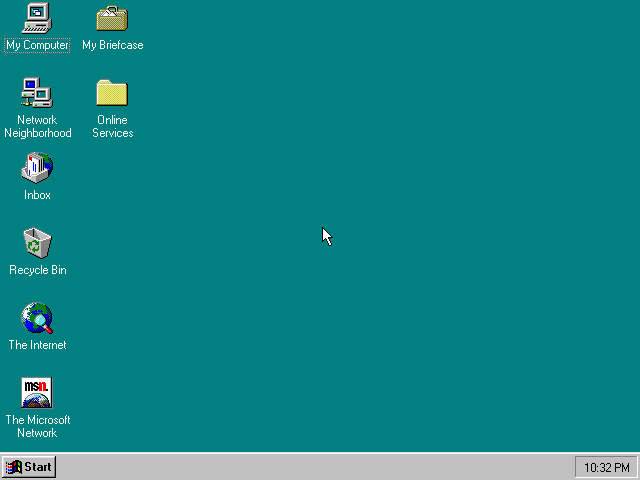 My Computer
My Briefcase
Network
Neighborhood
Online
Services
Inbox
Recycle Bin
The Internet
msn.
The Microsoft
Network
Start
10:32 PM